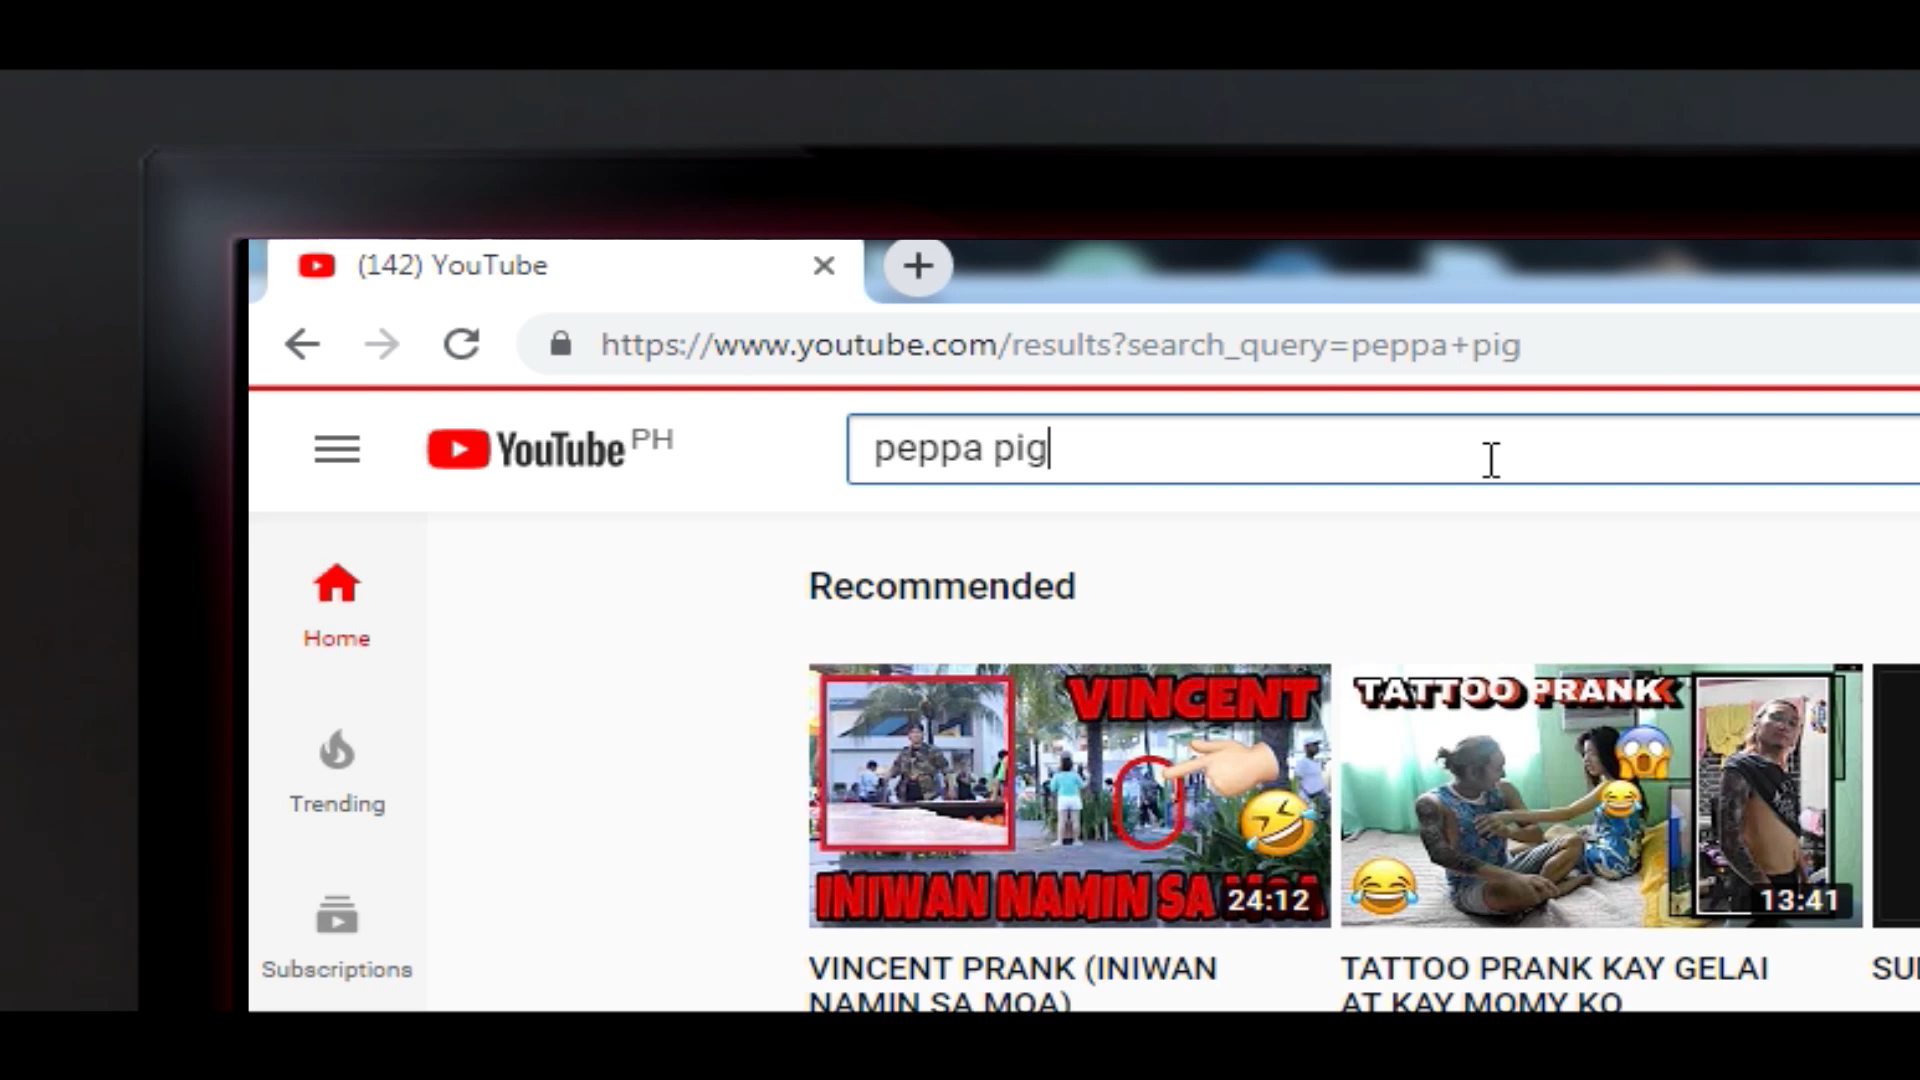 (142) YouTube
https://www.youtube.com/results?search_query=peppa+pig
YouTube PH
peppa pig
Recommended
Home
Trending
Subscriptions
VINCENT
INIWAN NAMIN SA MOA
24:12
TATTOO PRANK
13:41
VINCENT PRANK (INIWAN
NAMIN SA MOA)
TATTOO PRANK KAY GELAI
AT KAY MOMY KO